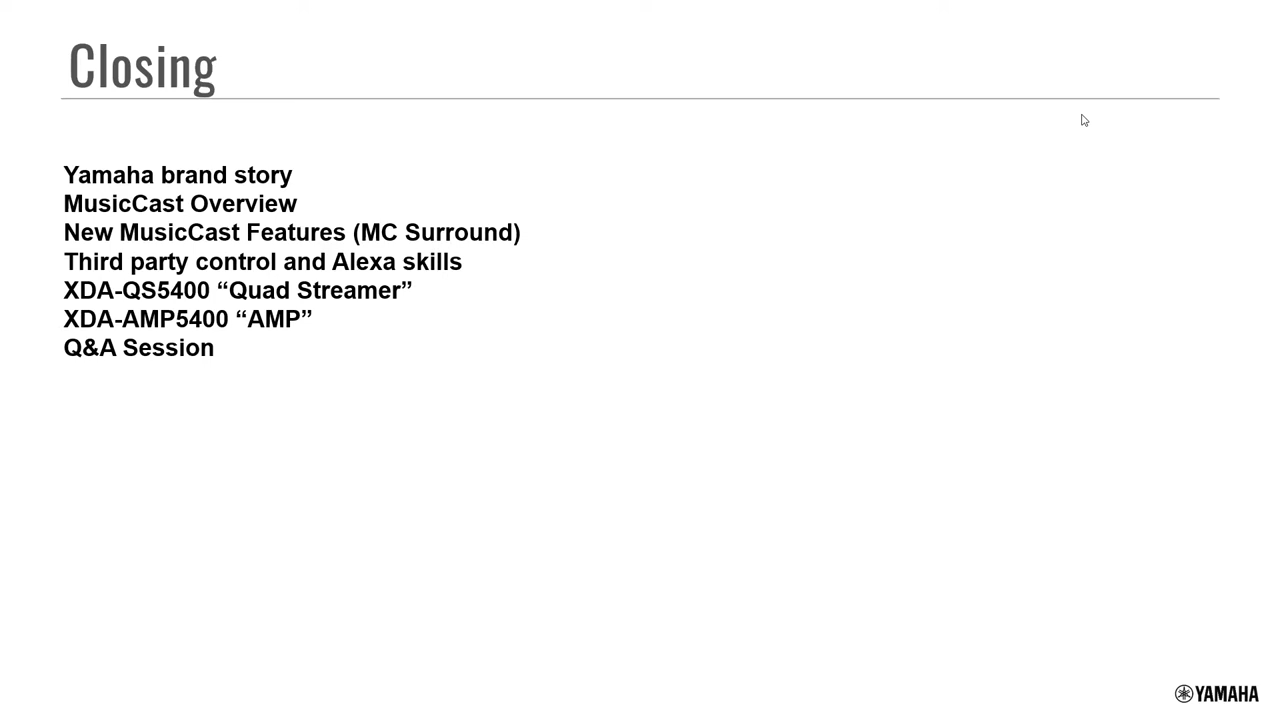 Closing
Yamaha brand story
MusicCast Overview
New MusicCast Features (MC Surround)
Third party control and Alexa skills
XDA-QS5400 “Quad Streamer”
XDA-AMP5400 “AMP”
Q&A Session
YAMAHA